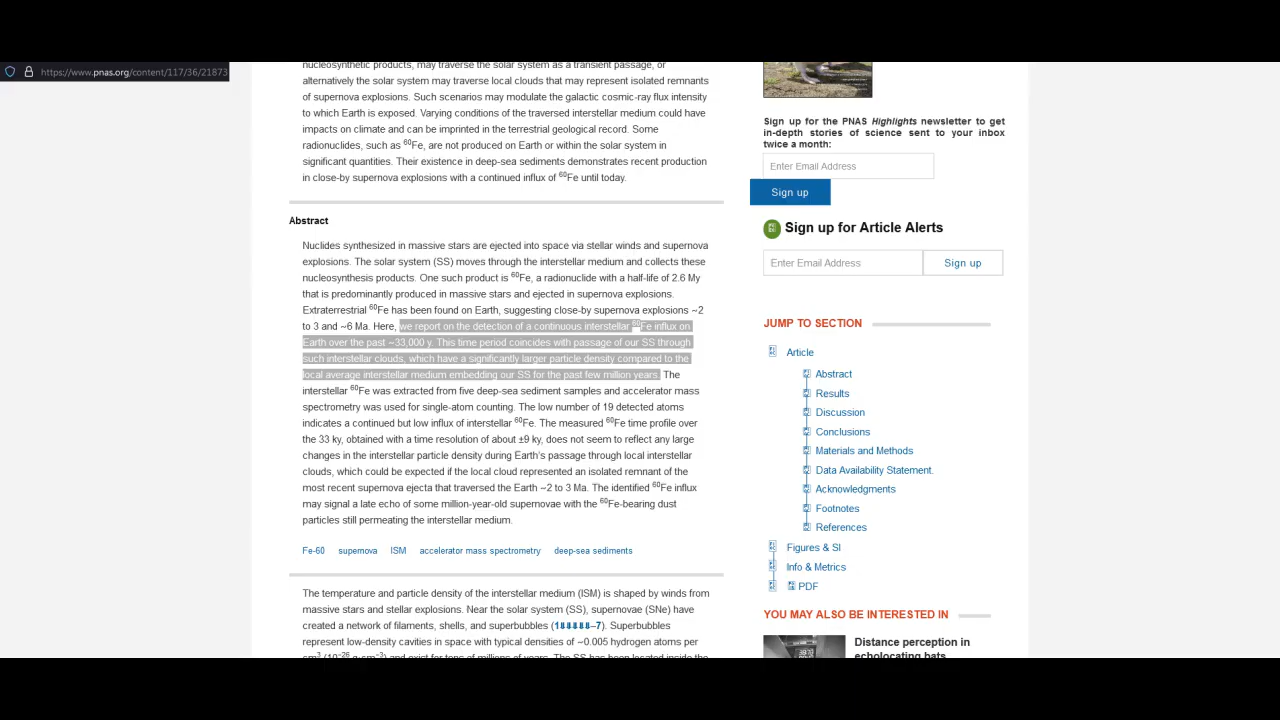 https://www.pnas.org/content/117/36/21873
nucleosynthetic products, may traverse the solar system as a transient passage, or
alternatively the solar system may traverse local clouds that may represent isolated remnants
of supernova explosions. Such scenarios may modulate the galactic cosmic-ray flux intensity
to which Earth is exposed. Varying conditions of the traversed interstellar medium could have
impacts on climate and can be imprinted in the terrestrial geological record. Some
radionuclides, such as ⁶⁰Fe, are not produced on Earth or within the solar system in
significant quantities. Their existence in deep-sea sediments demonstrates recent production
in close-by supernova explosions with a continued influx of ⁶⁰Fe until today.
Abstract
Nuclides synthesized in massive stars are ejected into space via stellar winds and supernova
explosions. The solar system (SS) moves through the interstellar medium and collects these
nucleosynthesis products. One such product is ⁶⁰Fe, a radionuclide with a half-life of 2.6 My
that is predominantly produced in massive stars and ejected in supernova explosions.
Extraterrestrial ⁶⁰Fe has been found on Earth, suggesting close-by supernova explosions ~2
to 3 and ~6 Ma. Here, we report on the detection of a continuous interstellar ⁶⁰Fe influx on
Earth over the past ~33,000 y. This time period coincides with passage of our SS through
such interstellar clouds, which have a significantly larger particle density compared to the
local average interstellar medium embedding our SS for the past few million years. The
interstellar ⁶⁰Fe was extracted from five deep-sea sediment samples and accelerator mass
spectrometry was used for single-atom counting. The low number of 19 detected atoms
indicates a continued but low influx of interstellar ⁶⁰Fe. The measured ⁶⁰Fe time profile over
the 33 ky, obtained with a time resolution of about ±9 ky, does not seem to reflect any large
changes in the interstellar particle density during Earth's passage through local interstellar
clouds, which could be expected if the local cloud represented an isolated remnant of the
most recent supernova ejecta that traversed the Earth ~2 to 3 Ma. The identified ⁶⁰Fe influx
may signal a late echo of some million-year-old supernovae with the ⁶⁰Fe-bearing dust
particles still permeating the interstellar medium.
Fe-60 supernova ISM accelerator mass spectrometry deep-sea sediments
The temperature and particle density of the interstellar medium (ISM) is shaped by winds from
massive stars and stellar explosions. Near the solar system (SS), supernovae (SNe) have
created a network of filaments, shells, and superbubbles (–7). Superbubbles
represent low-density cavities in space with typical densities of ~0.005 hydrogen atoms per
cm³ (10⁻²⁶ g·cm⁻³) and exist for tens of millions of years. The SS has been located inside the
Sign up for the PNAS Highlights newsletter to get
in-depth stories of science sent to your inbox
twice a month:
Enter Email Address
Sign up
Sign up for Article Alerts
Enter Email Address
Sign up
JUMP TO SECTION
Article
Abstract
Results
Discussion
Conclusions
Materials and Methods
Data Availability Statement.
Acknowledgments
Footnotes
References
Figures & SI
Info & Metrics
PDF
YOU MAY ALSO BE INTERESTED IN
Distance perception in
echolocating bats